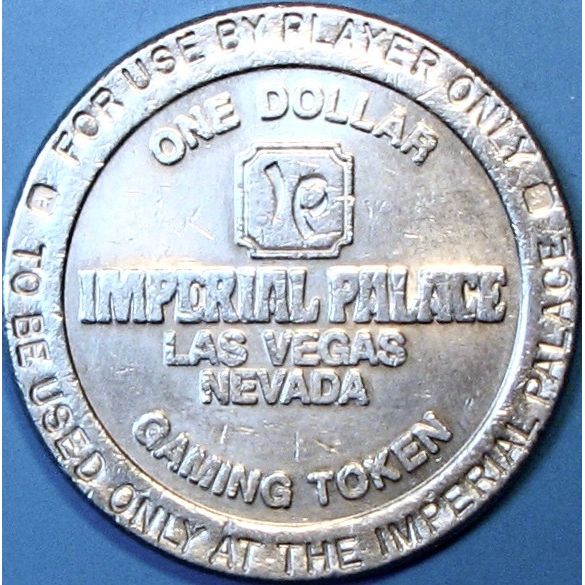 FOR USE BY PLAYER ONLY
ONE DOLLAR
IP
IMPERIAL PALACE
LAS VEGAS
NEVADA
GAMING TOKEN
TO BE USED ONLY AT THE IMPERIAL PALACE